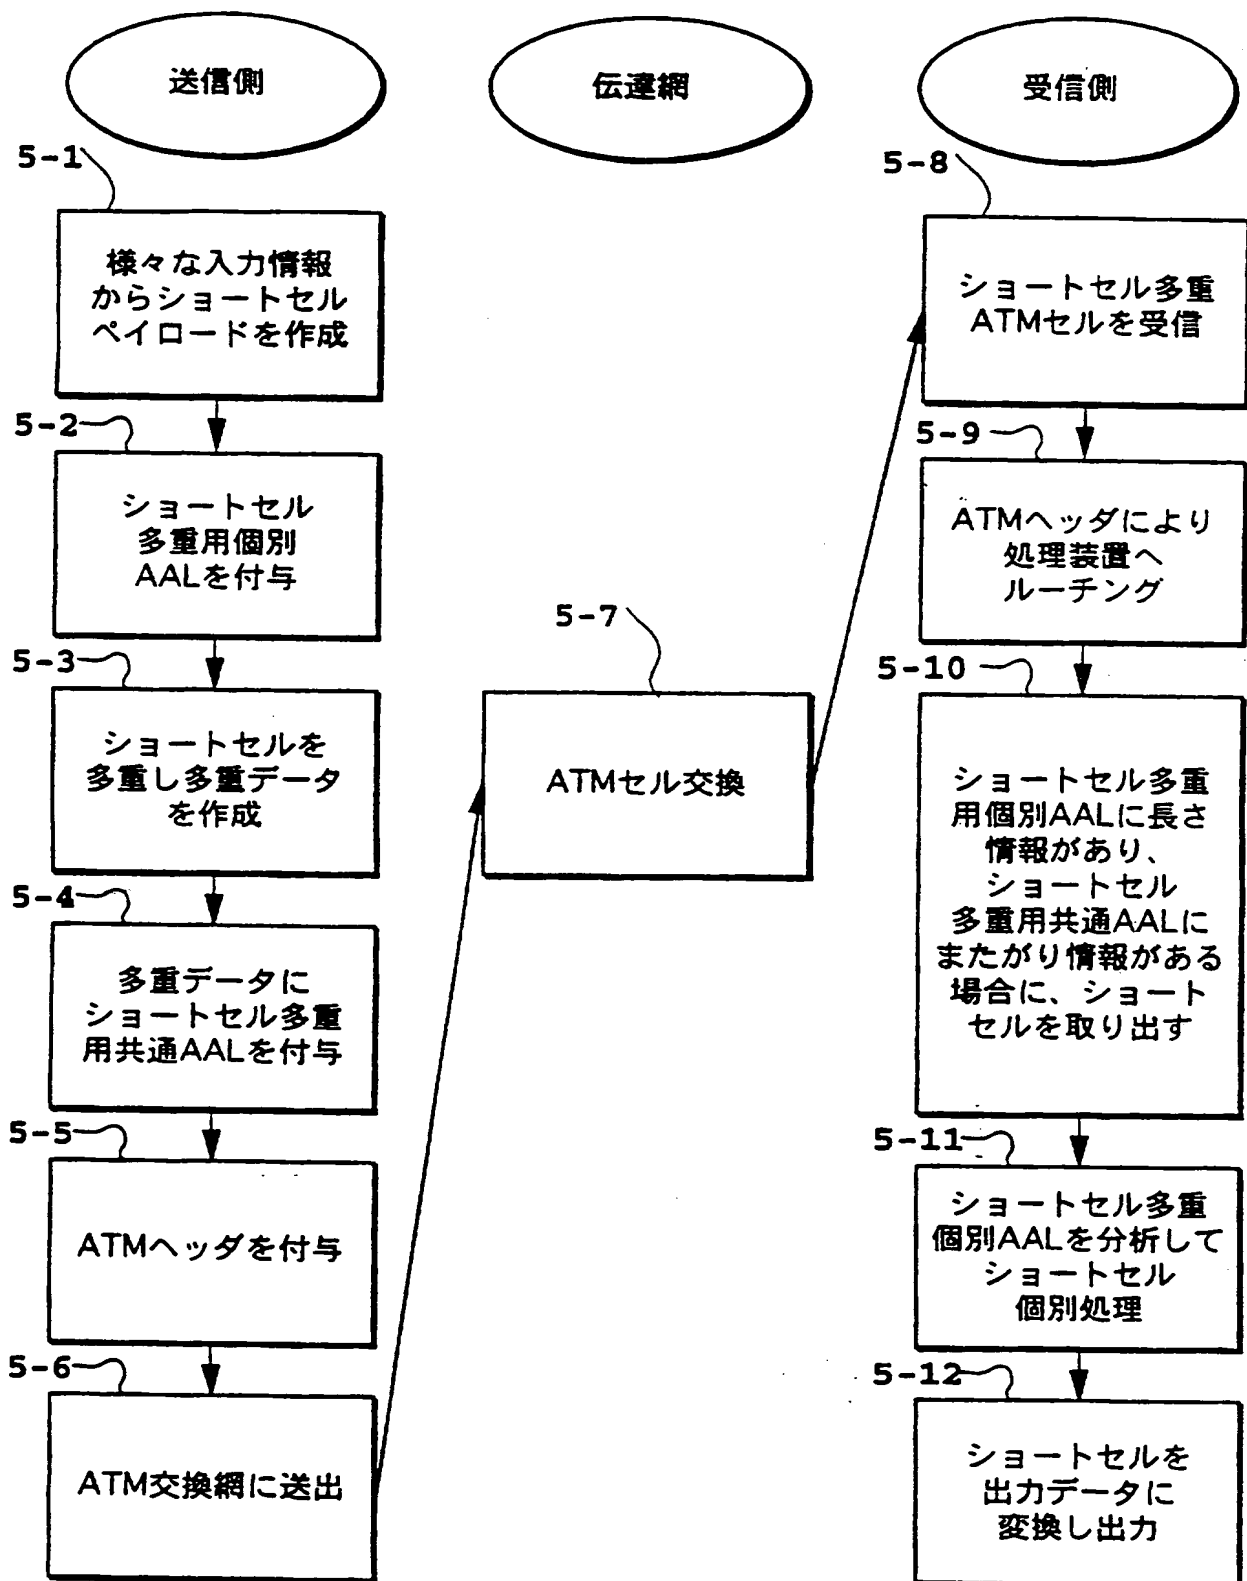 送信側
伝達網
受信側
5-1
様々な入力情報
からショートセル
ペイロードを作成
5-2
ショートセル
多重用個別
AALを付与
5-3
ショートセルを
多重し多重データ
を作成
5-4
多重データに
ショートセル多重
用共通AALを付与
5-5
ATMヘッダを付与
5-6
ATM交換網に送出
5-7
ATMセル交換
5-8
ショートセル多重
ATMセルを受信
5-9
ATMヘッダにより
処理装置へ
ルーチング
5-10
ショートセル多重
用個別AALに長さ
情報があり、
ショートセル
多重用共通AALに
またがり情報がある
場合に、ショート
セルを取り出す
5-11
ショートセル多重
個別AALを分析して
ショートセル
個別処理
5-12
ショートセルを
出力データに
変換し出力